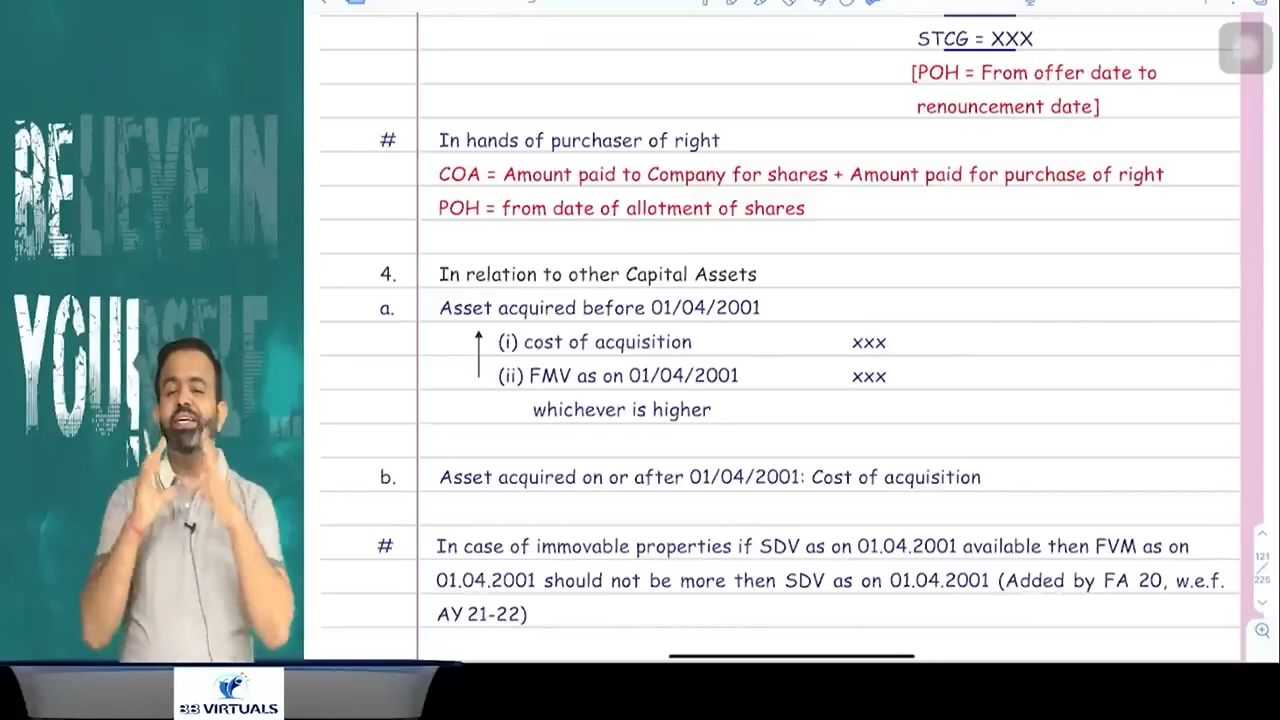 BELIEVE IN
YOURSELF...
STCG = XXX
[POH = From offer date to
renouncement date]
# In hands of purchaser of right
COA = Amount paid to Company for shares + Amount paid for purchase of right
POH = from date of allotment of shares
4. In relation to other Capital Assets
a. Asset acquired before 01/04/2001
(i) cost of acquisition xxx
(ii) FMV as on 01/04/2001 xxx
whichever is higher
b. Asset acquired on or after 01/04/2001: Cost of acquisition
# In case of immovable properties if SDV as on 01.04.2001 available then FVM as on
01.04.2001 should not be more then SDV as on 01.04.2001 (Added by FA 20, w.e.f.
AY 21-22)
121
226
BB VIRTUALS